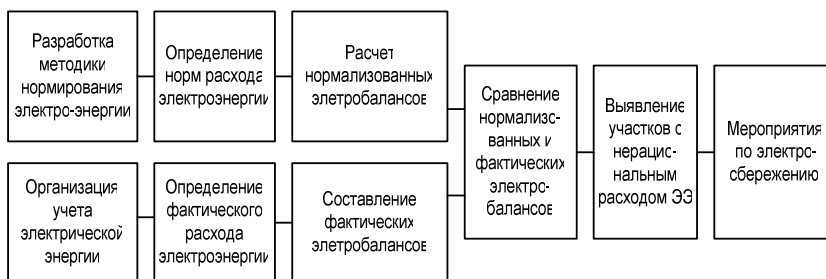 Разработка
методики
нормирования
электро-энергии
Определение
норм расхода
электроэнергии
Расчет
нормализованных
элетробалансов
Сравнение
нормализо-
ванных и
фактических
электро-
балансов
Выявление
участков с
нерацио-
нальным
расходом ЭЭ
Мероприятия
по электро-
сбережению
Организация
учета
электрической
энергии
Определение
фактического
расхода
электроэнергии
Составление
фактических
элетробалансов